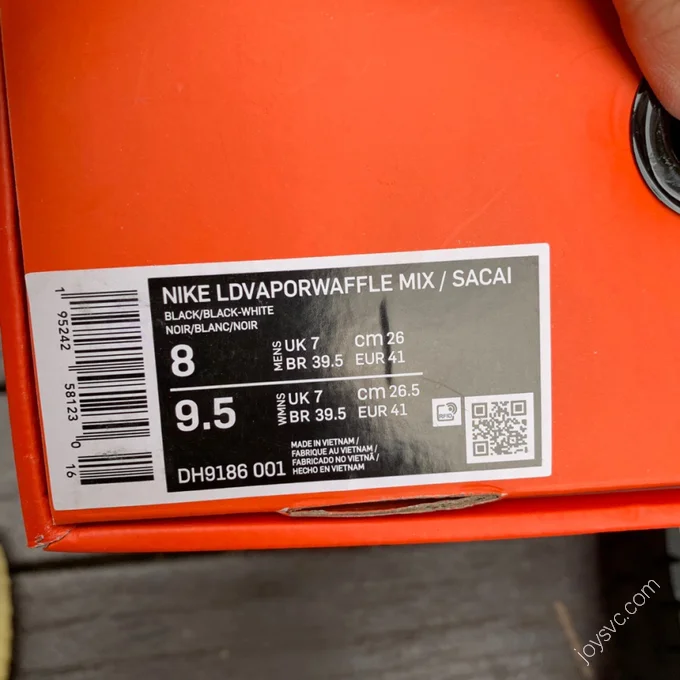 NIKE LDVAPORWAFFLE MIX / SACAI
BLACK/BLACK-WHITE
NOIR/BLANC/NOIR
8
MENS
UK 7 cm 26
BR 39.5 EUR 41
9.5
WMNS
UK 7 cm 26.5
BR 39.5 EUR 41
DH9186 001
MADE IN VIETNAM /
FABRIQUE AU VIETNAM /
FABRICADO NO VIETNÃ /
HECHO EN VIETNAM
1 95242 58123 0 16
joysvc.com